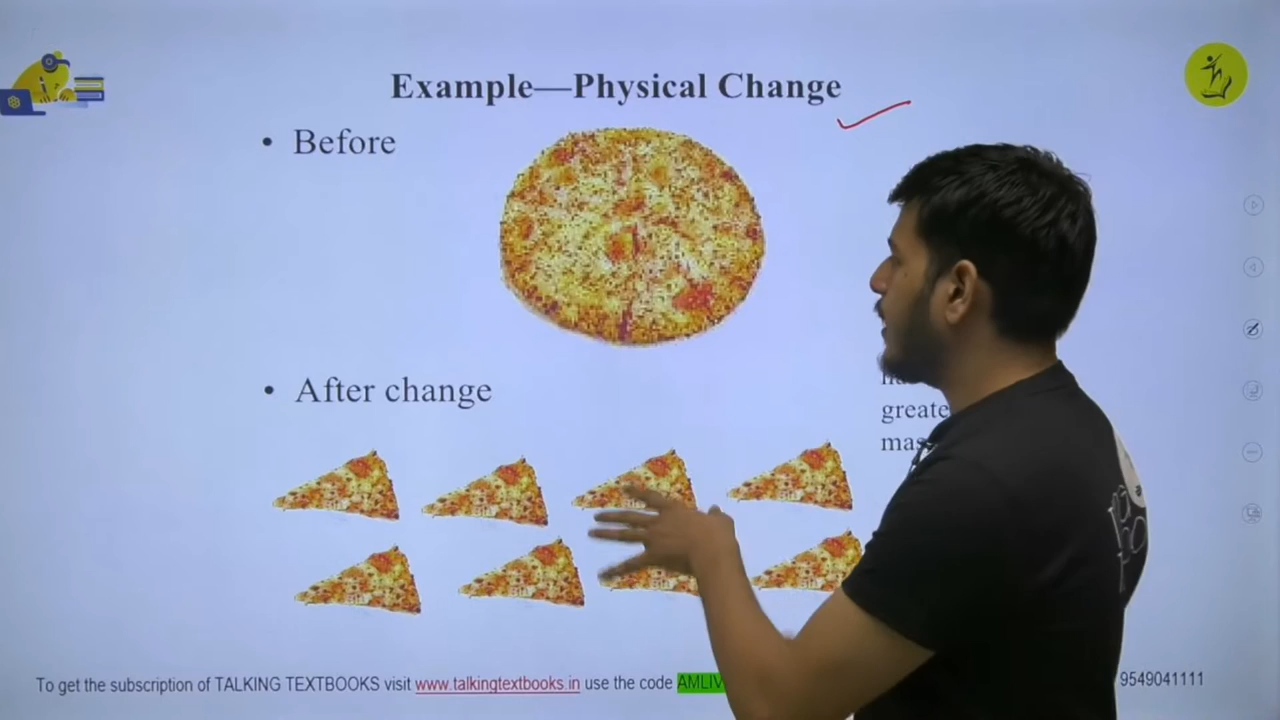 Example—Physical Change
• Before
• After change
greate
mas
To get the subscription of TALKING TEXTBOOKS visit www.talkingtextbooks.in use the code AMLIV
9549041111